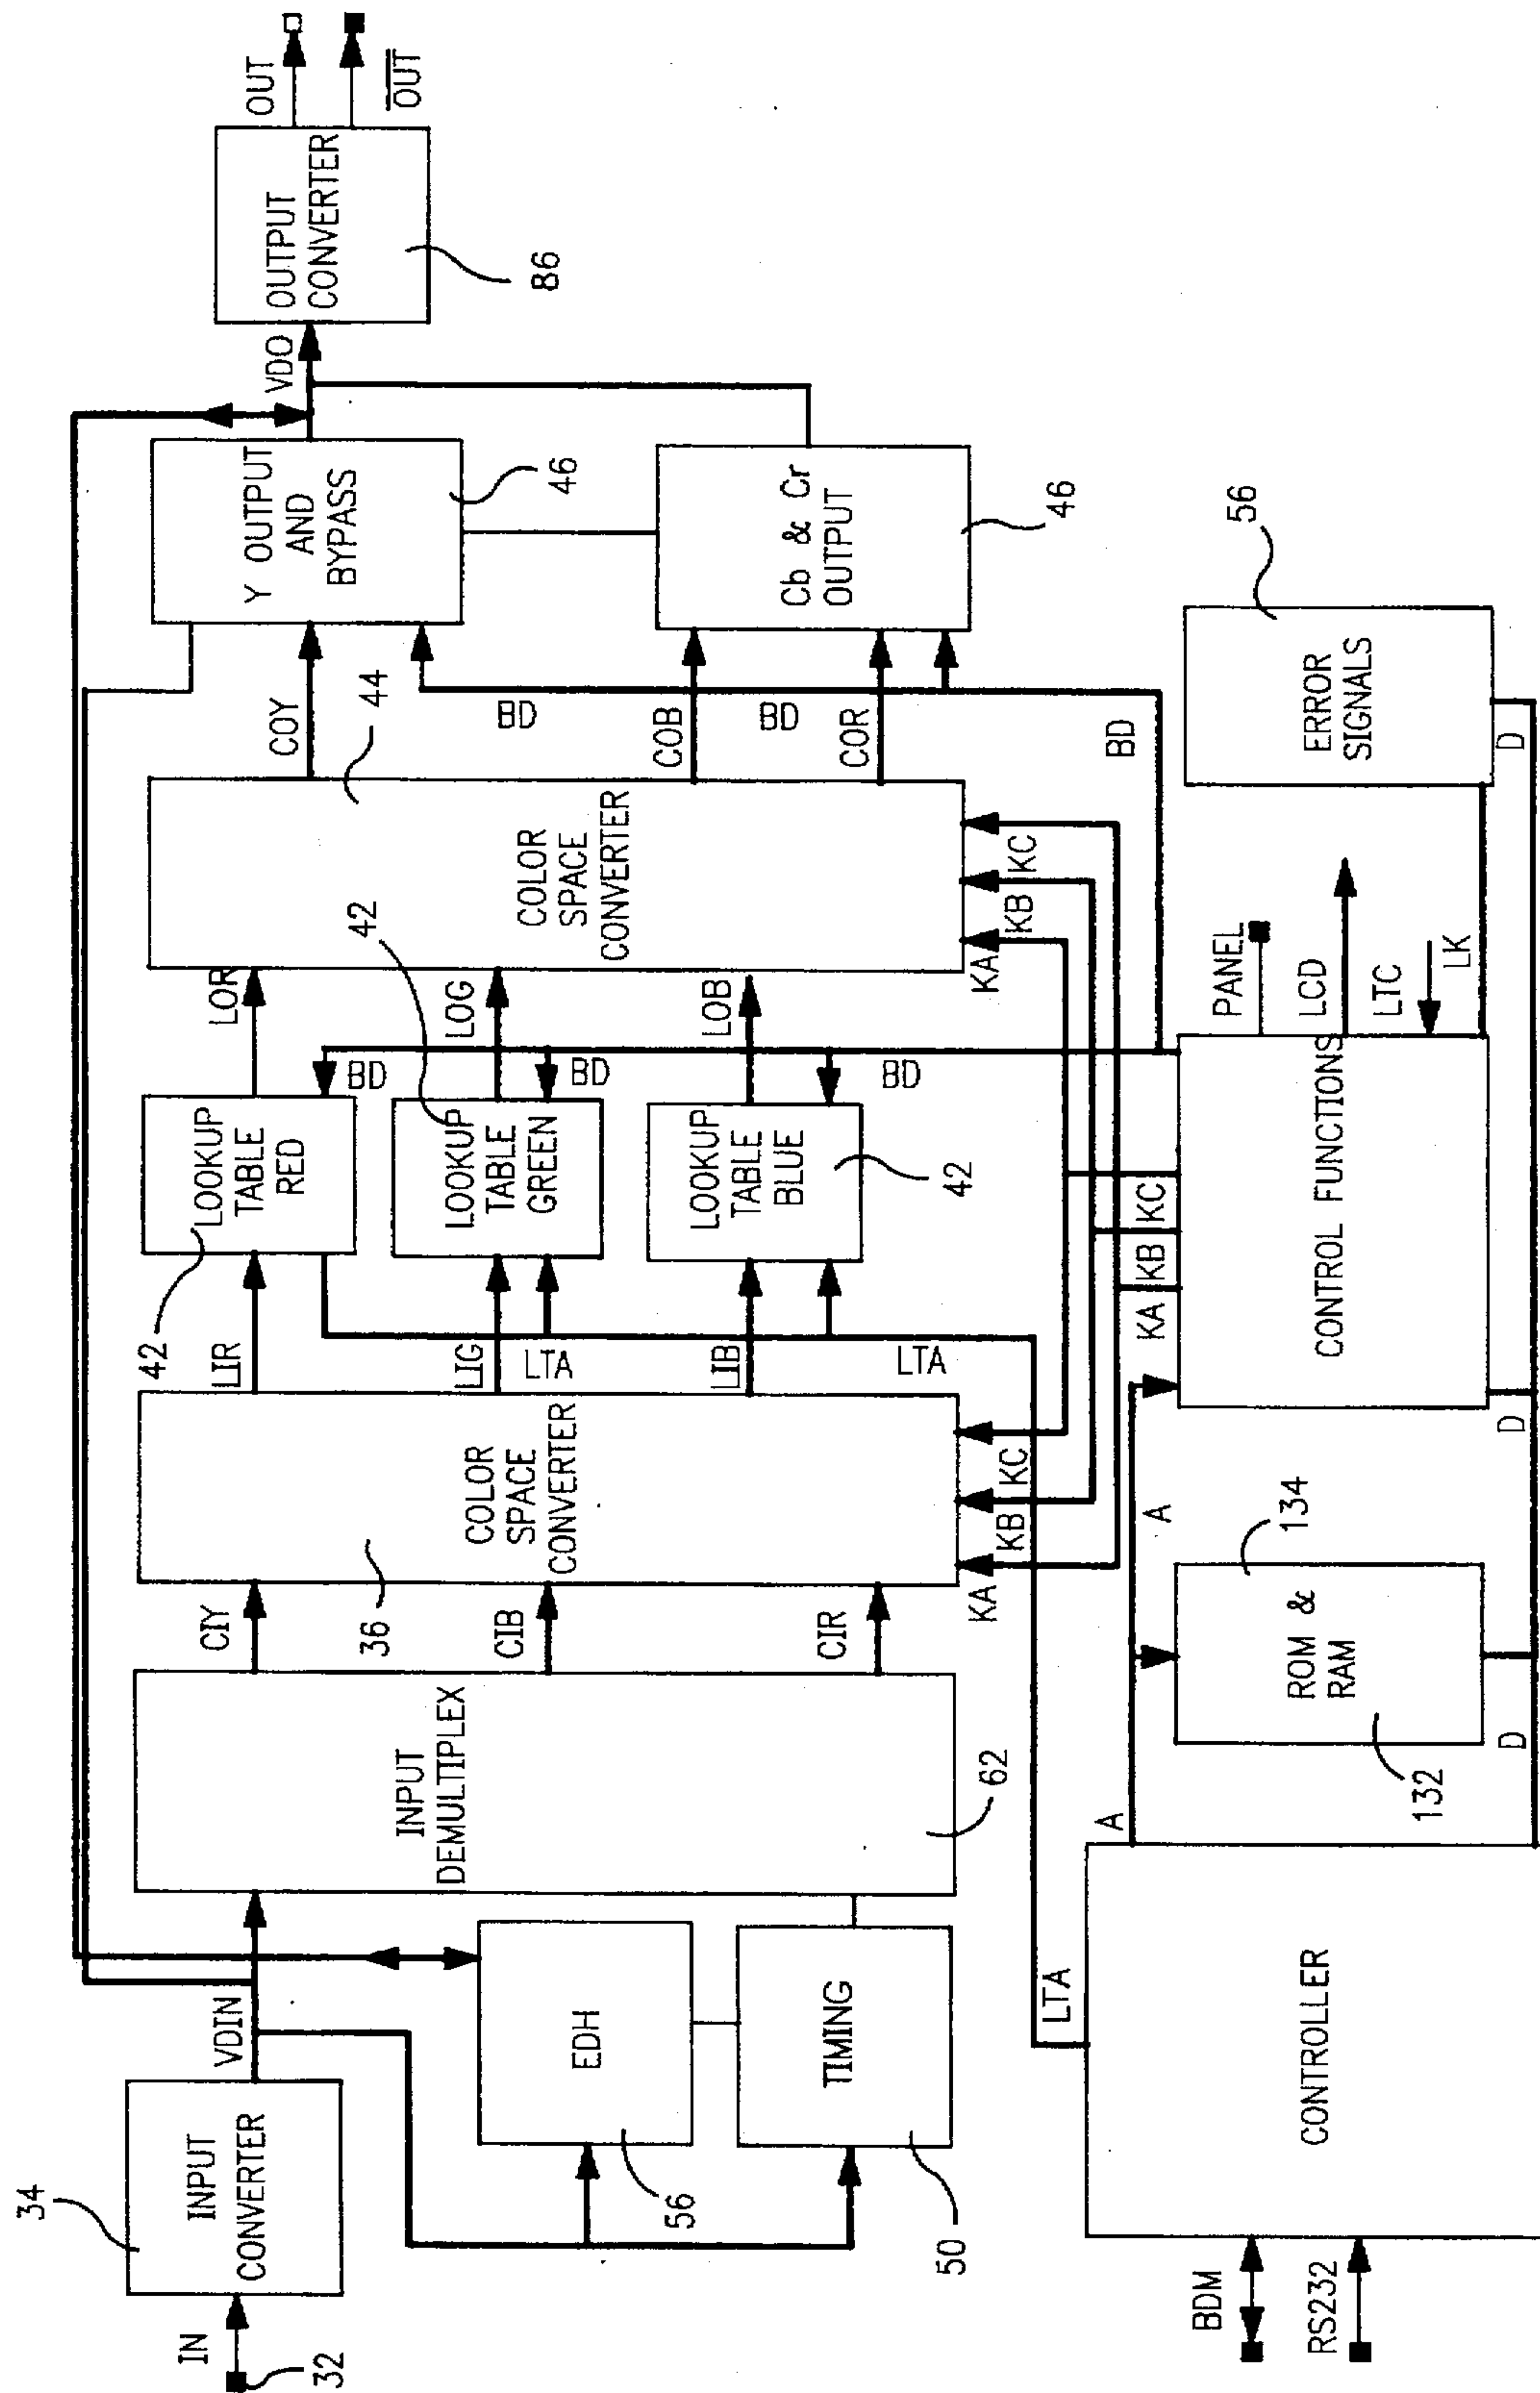 IN
32
34
INPUT
CONVERTER
VDIN
EDH
56
TIMING
50
INPUT
DEMULTIPLEX
62
CIY
CIB
CIR
COLOR
SPACE
CONVERTER
36
KA
KB
KC
LIR
LIG
LTA
LIB
LTA
42
LOOKUP
TABLE
RED
LOOKUP
TABLE
GREEN
42
LOOKUP
TABLE
BLUE
42
BD
BD
BD
LOR
LOG
LOB
COLOR
SPACE
CONVERTER
44
KA
KB
KC
COY
BD
COB
BD
COR
BD
Y OUTPUT
AND
BYPASS
46
Cb & Cr
OUTPUT
46
VDO
OUTPUT
CONVERTER
86
OUT
OUT
BDM
RS232
CONTROLLER
LTA
A
ROM &
RAM
132
134
D
A
CONTROL FUNCTIONS
KA
KB
KC
D
PANEL
LCD
LTC
LK
ERROR
SIGNALS
56
D